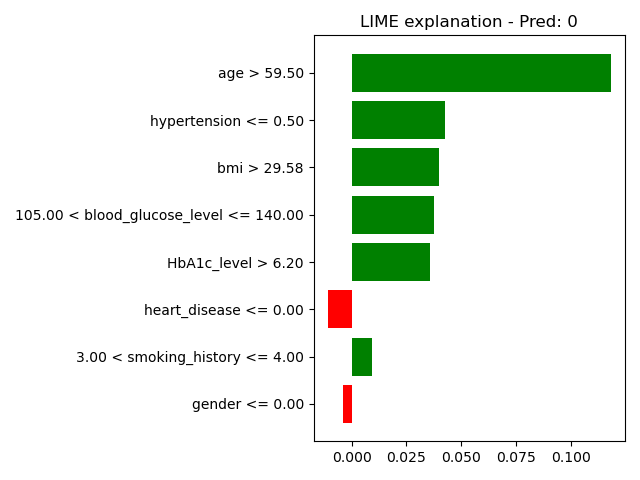 LIME explanation - Pred: 0
age > 59.50
hypertension <= 0.50
bmi > 29.58
105.00 < blood_glucose_level <= 140.00
HbA1c_level > 6.20
heart_disease <= 0.00
3.00 < smoking_history <= 4.00
gender <= 0.00
0.000 0.025 0.050 0.075 0.100